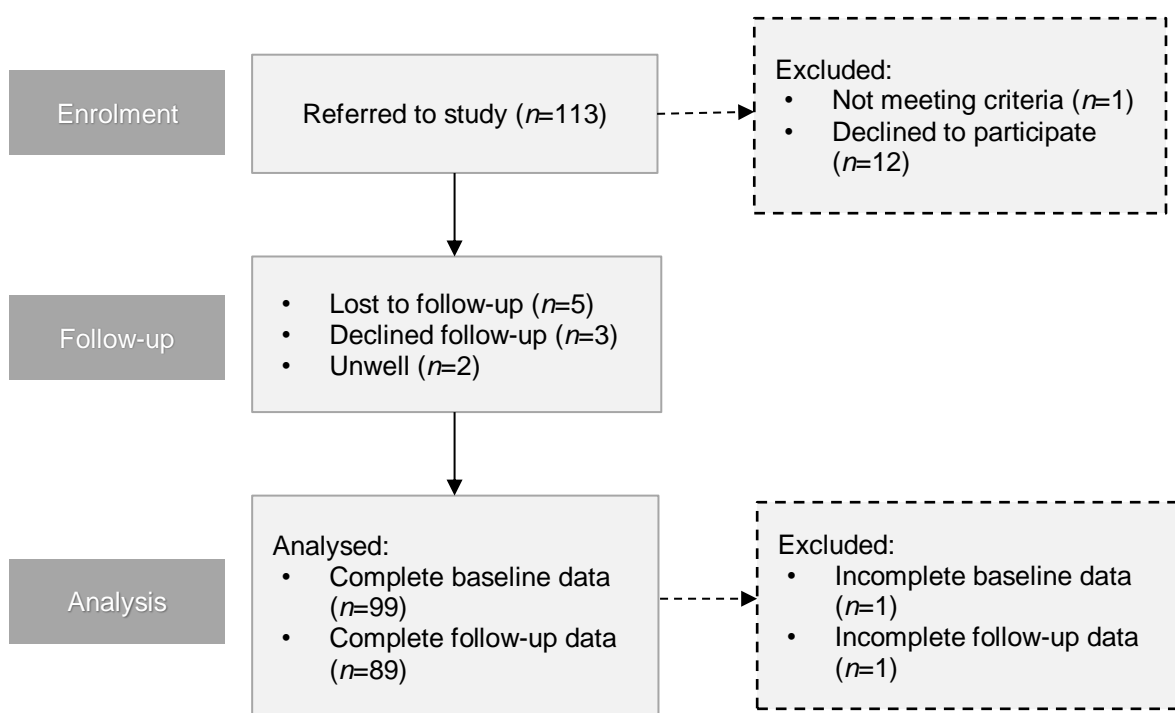 Enrolment
Referred to study (n=113)
Excluded:
• Not meeting criteria (n=1)
• Declined to participate
(n=12)
Follow-up
• Lost to follow-up (n=5)
• Declined follow-up (n=3)
• Unwell (n=2)
Analysis
Analysed:
• Complete baseline data
(n=99)
• Complete follow-up data
(n=89)
Excluded:
• Incomplete baseline data
(n=1)
• Incomplete follow-up data
(n=1)